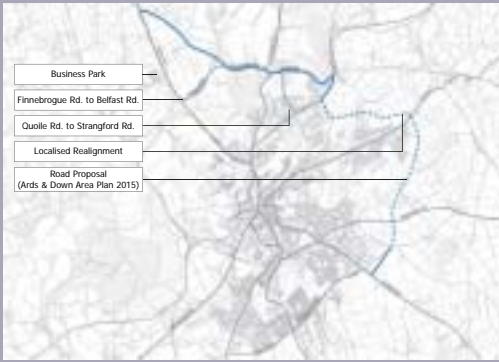 Business Park
Finnebrogue Rd. to Belfast Rd.
Quoile Rd. to Strangford Rd.
Localised Realignment
Road Proposal
(Ards & Down Area Plan 2015)